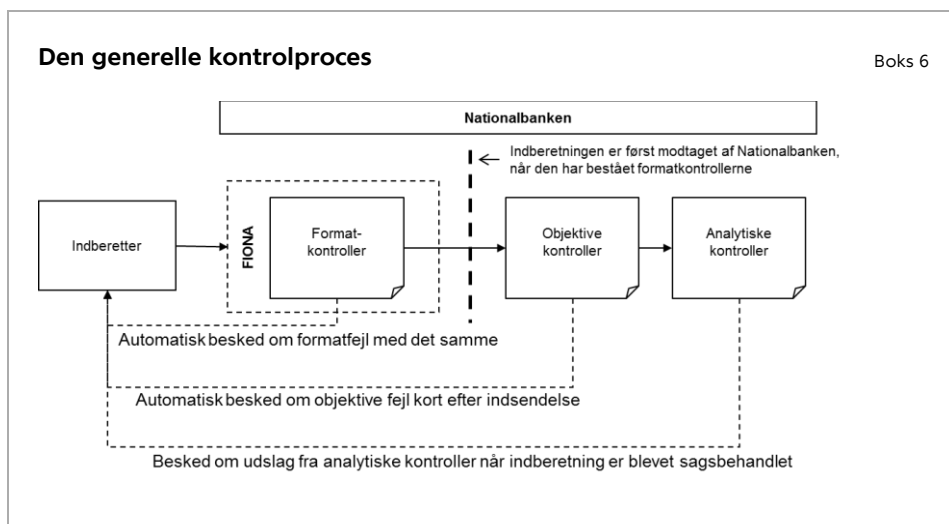 Den generelle kontrolproces
Boks 6
Nationalbanken
Indberetningen er først modtaget af Nationalbanken,
når den har bestået formatkontrollerne
Indberetter
FIONA
Format-
kontroller
Objektive
kontroller
Analytiske
kontroller
Automatisk besked om formatfejl med det samme
Automatisk besked om objektive fejl kort efter indsendelse
Besked om udslag fra analytiske kontroller når indberetning er blevet sagsbehandlet